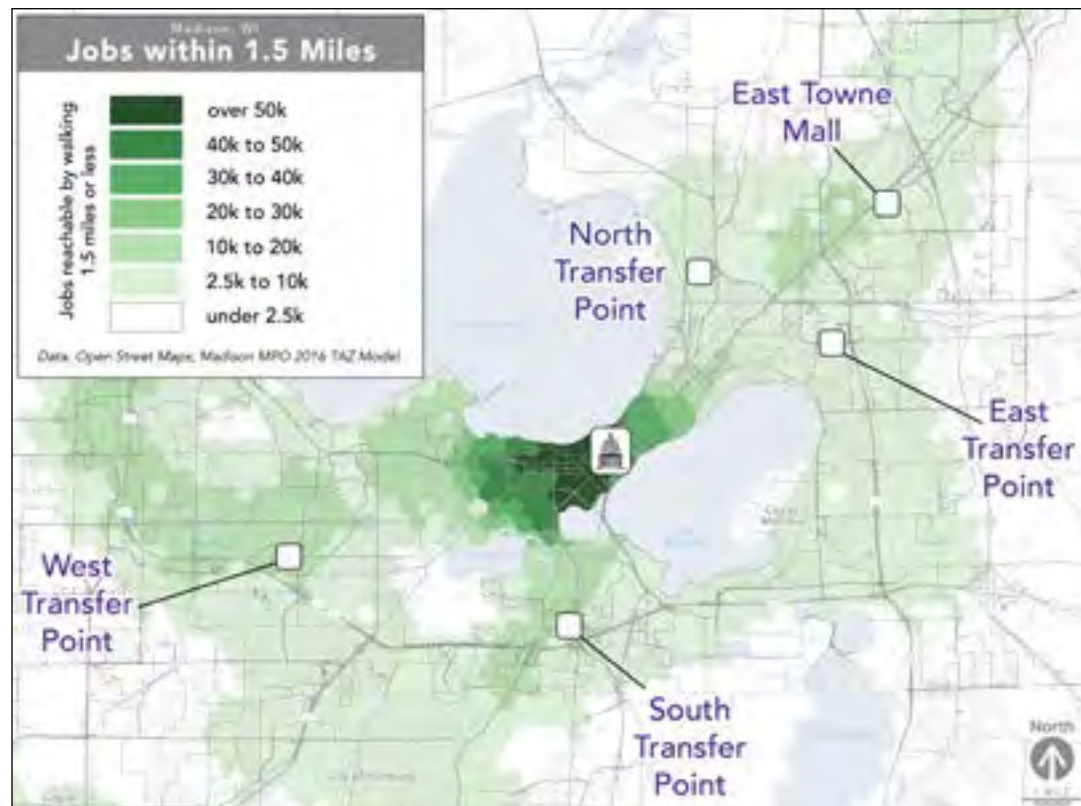 Madison, WI
Jobs within 1.5 Miles
Jobs reachable by walking
1.5 miles or less
over 50k
40k to 50k
30k to 40k
20k to 30k
10k to 20k
2.5k to 10k
under 2.5k
Data: Open Street Maps, Madison MPO 2016 TAZ Model
East Towne
Mall
North
Transfer
Point
East
Transfer
Point
West
Transfer
Point
South
Transfer
Point
North